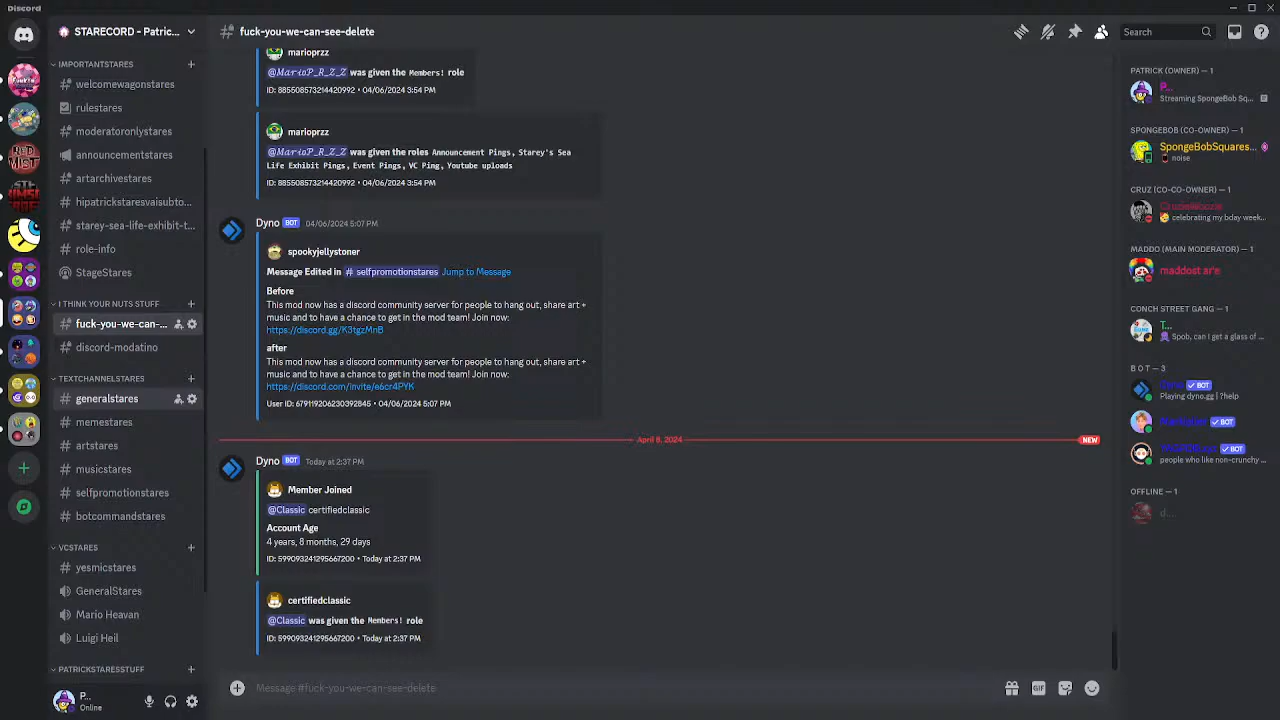 Discord
STARECORD - Patric...
fuck-you-we-can-see-delete
Search
IMPORTANTSTARES
welcomewagonstares
rulestares
moderatoronlystares
announcementstares
artarchivestares
hipatrickstaresvaisubto...
starey-sea-life-exhibit-t...
role-info
StageStares
I THINK YOUR NUTS STUFF
fuck-you-we-can-...
discord-modatino
TEXTCHANNELSTARES
generalstares
memestares
artstares
musicstares
selfpromotionstares
botcommandstares
VCSTARES
yesmicstares
GeneralStares
Mario Heavan
Luigi Heil
PATRICKSTARESSTUFF
P...
Online
marioprzz
@MarioP_R_Z_Z was given the Members! role
ID: 885508573214420992 • 04/06/2024 3:54 PM
marioprzz
@MarioP_R_Z_Z was given the roles Announcement Pings, Starey's Sea
Life Exhibit Pings, Event Pings, VC Ping, Youtube uploads
ID: 885508573214420992 • 04/06/2024 3:54 PM
Dyno BOT 04/06/2024 5:07 PM
spookyjellystoner
Message Edited in # selfpromotionstares Jump to Message
Before
This mod now has a discord community server for people to hang out, share art +
music and to have a chance to get in the mod team! Join now:
https://discord.gg/K3tgzMnB
after
This mod now has a discord community server for people to hang out, share art +
music and to have a chance to get in the mod team! Join now:
https://discord.com/invite/e6cr4PYK
User ID: 679119206230392845 • 04/06/2024 5:07 PM
April 8, 2024 NEW
Dyno BOT Today at 2:37 PM
Member Joined
@Classic certifiedclassic
Account Age
4 years, 8 months, 29 days
ID: 599093241295667200 • Today at 2:37 PM
certifiedclassic
@Classic was given the Members! role
ID: 599093241295667200 • Today at 2:37 PM
Message #fuck-you-we-can-see-delete
GIF
PATRICK (OWNER) — 1
P...
Streaming SpongeBob Sq...
SPONGEBOB (CO-OWNER) — 1
SpongeBobSquares...
noise
CRUZ (CO-CO-OWNER) — 1
celebrating my bday week...
MADDO (MAIN MODERATOR) — 1
maddost ar'e
CONCH STREET GANG — 1
T...
Spob, can I get a glass of ...
B O T — 3
Dyno BOT
Playing dyno.gg | ?help
BOT
BOT
people who like non-crunchy ...
OFFLINE — 1
d...